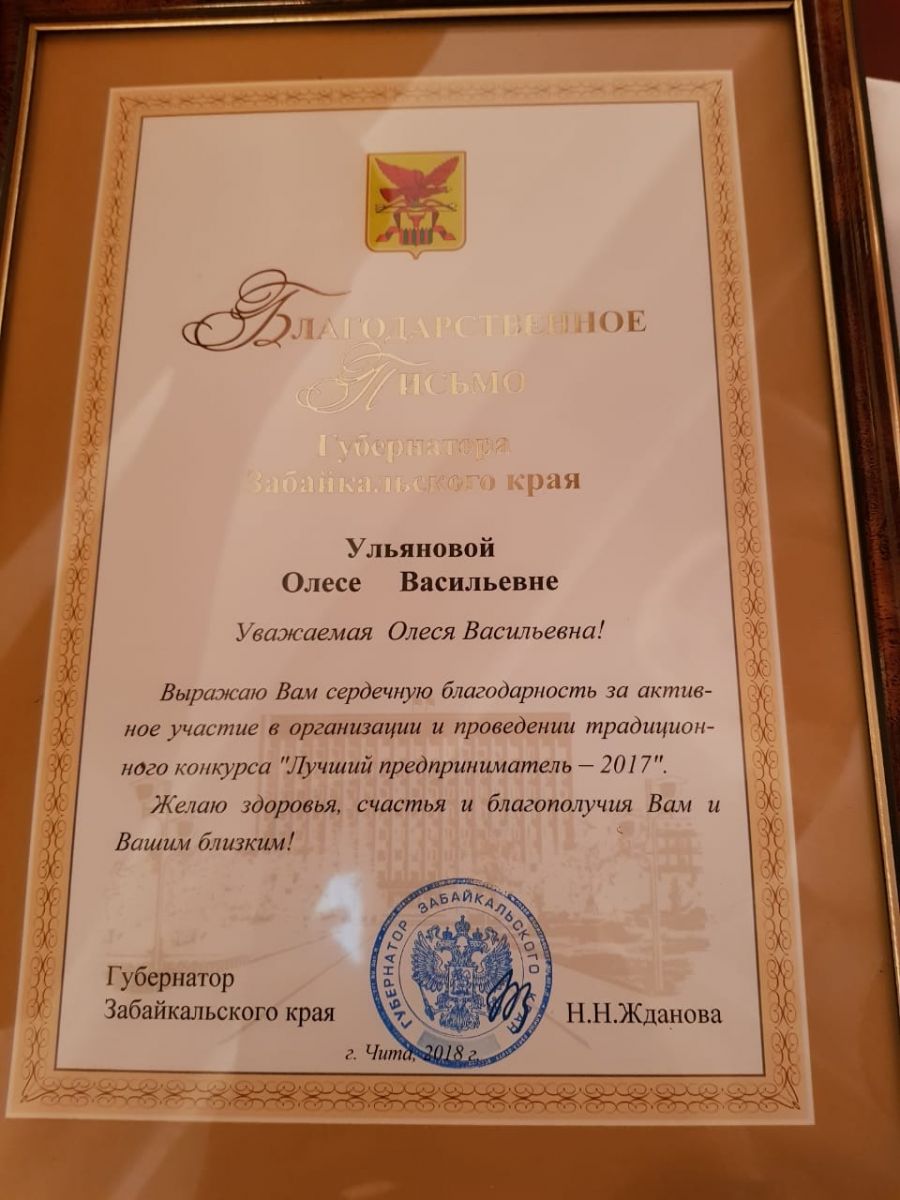 Благодарственное
Письмо
Губернатора
Забайкальского края
Ульяновой
Олесе Васильевне
Уважаемая Олеся Васильевна!
Выражаю Вам сердечную благодарность за актив-
ное участие в организации и проведении традицион-
ного конкурса "Лучший предприниматель – 2017".
Желаю здоровья, счастья и благополучия Вам и
Вашим близким!
ГУБЕРНАТОР ЗАБАЙКАЛЬСКОГО КРАЯ
Губернатор
Забайкальского края
Н.Н.Жданова
г. Чита, 2018 г.